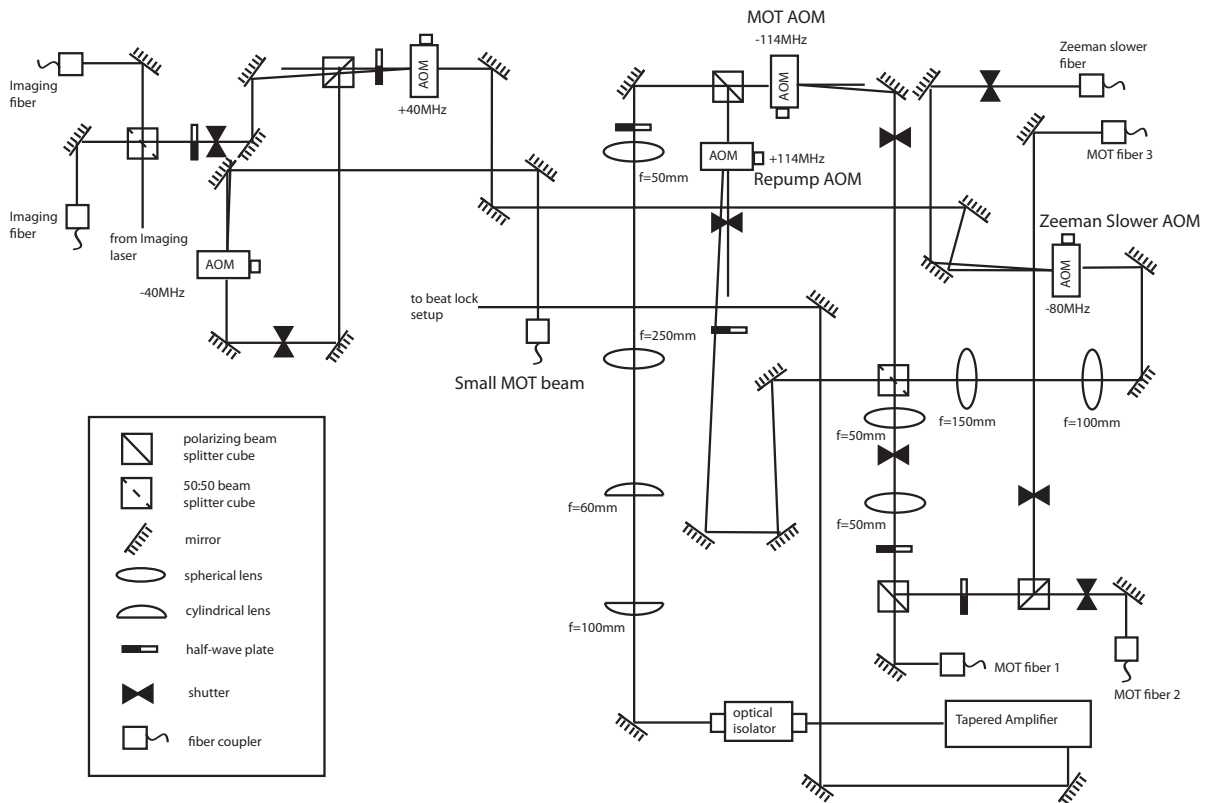 MOT AOM
-114MHz
Zeeman slower
fiber
Imaging
fiber
AOM
+40MHz
AOM
MOT fiber 3
AOM
+114MHz
Repump AOM
f=50mm
Imaging
fiber
from Imaging
laser
AOM
-40MHz
Zeeman Slower AOM
AOM
-80MHz
to beat lock
setup
f=250mm
Small MOT beam
f=50mm
f=150mm
f=100mm
polarizing beam
splitter cube
50:50 beam
splitter cube
mirror
spherical lens
cylindrical lens
half-wave plate
shutter
fiber coupler
f=60mm
f=50mm
f=100mm
MOT fiber 1
MOT fiber 2
optical
isolator
Tapered Amplifier